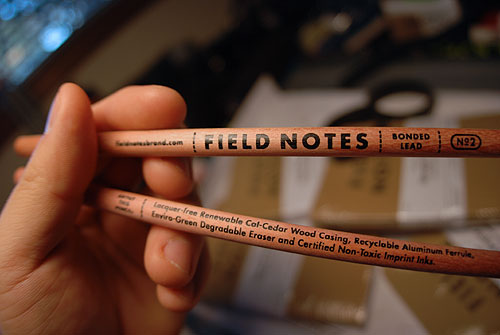 fieldnotesbrand.com FIELD NOTES BONDED
LEAD
Nº2
Lacquer-free Renewable Cal-Cedar Wood Casing, Recyclable Aluminum Ferrule,
Enviro-Green Degradable Eraser and Certified Non-Toxic Imprint Inks.